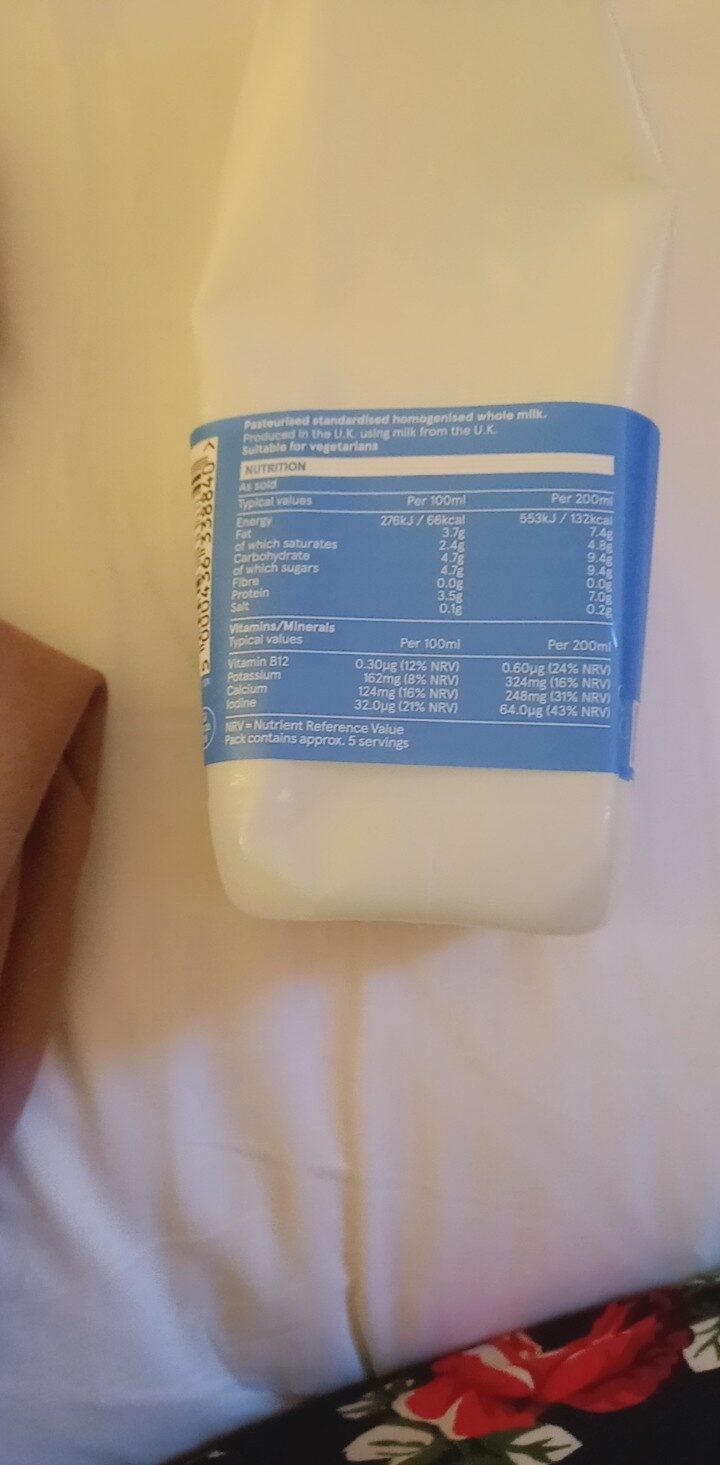 Pasteurised standardised homogenised whole milk.
Produced in the U.K. using milk from the U.K.
Suitable for vegetarians
NUTRITION
As sold
Typical values Per 100ml Per 200ml
Energy 276kJ / 66kcal 553kJ / 132kcal
Fat 3.7g 7.4g
of which saturates 2.4g 4.8g
Carbohydrate 4.7g 9.4g
of which sugars 4.7g 9.4g
Fibre 0.0g 0.0g
Protein 3.5g 7.0g
Salt 0.1g 0.2g
Vitamins/Minerals
Typical values Per 100ml Per 200ml
Vitamin B12 0.30µg (12% NRV) 0.60µg (24% NRV)
Potassium 162mg (8% NRV) 324mg (16% NRV)
Calcium 124mg (16% NRV) 248mg (31% NRV)
Iodine 32.0µg (21% NRV) 64.0µg (43% NRV)
NRV = Nutrient Reference Value
Pack contains approx. 5 servings
5 000436 338840 >